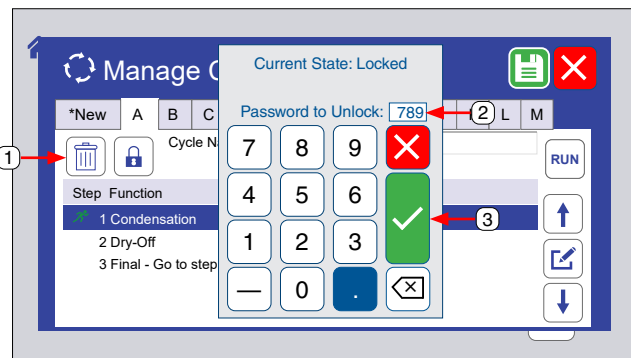 Manage C
Current State: Locked
Password to Unlock: 789
2
*New A B C L M
1
Cycle Na
7 8 9
RUN
Step Function
4 5 6
1 Condensation
3
2 Dry-Off
1 2 3
3 Final - Go to step
— 0 .